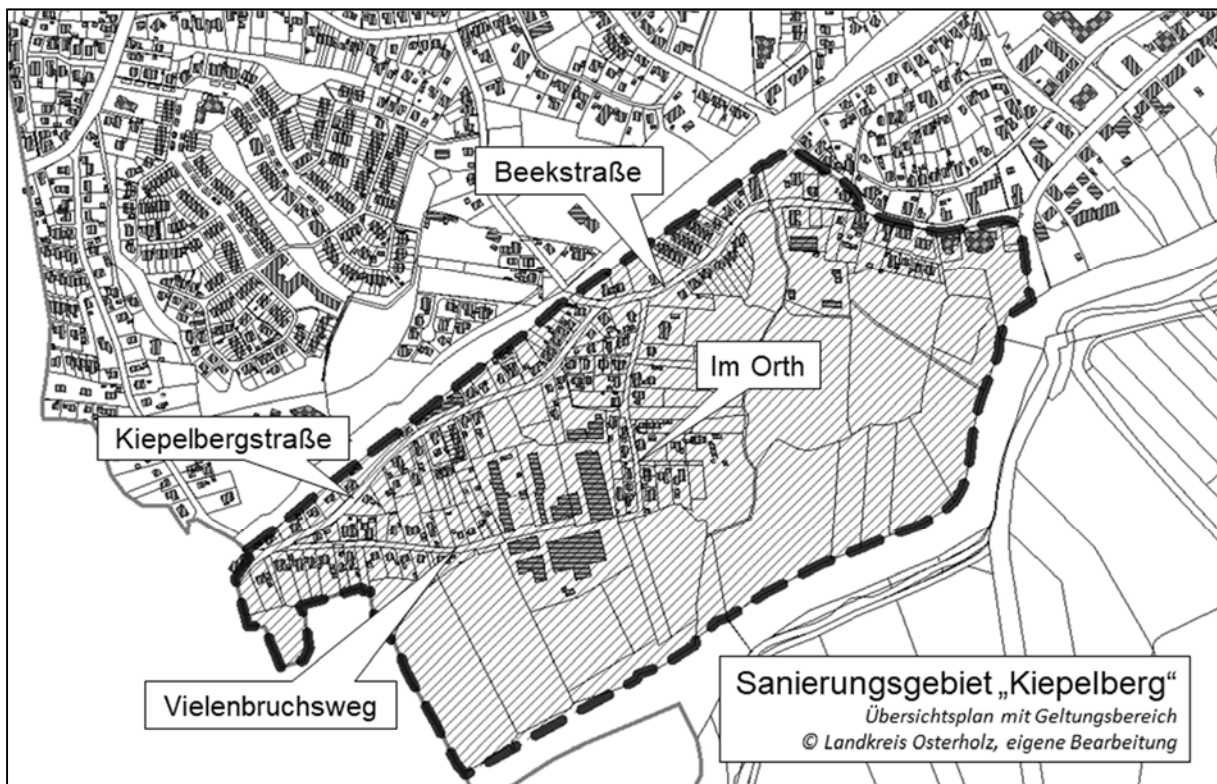 Beekstraße
Im Orth
Kiepelbergstraße
Vielenbruchsweg
Sanierungsgebiet „Kiepelberg“
Übersichtsplan mit Geltungsbereich
© Landkreis Osterholz, eigene Bearbeitung